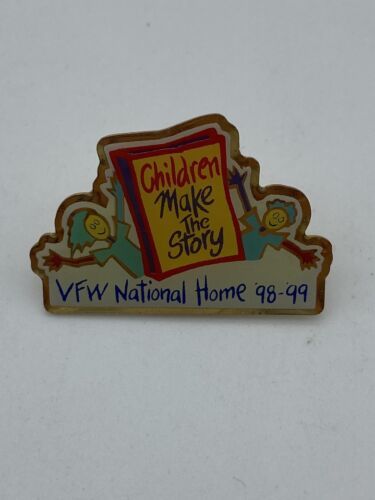 Children
Make
The
Story
VFW National Home '98-'99